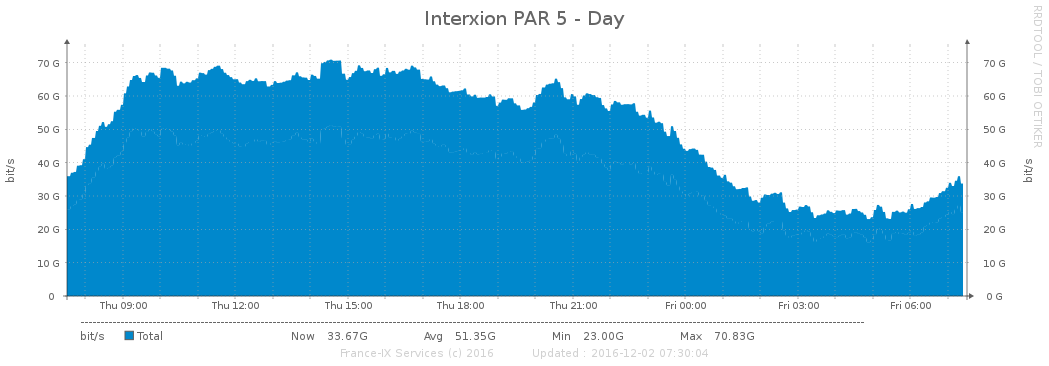 Interxion PAR 5 - Day
RRDTOOL / TOBI OETIKER
bit/s
70 G 70 G
60 G 60 G
50 G 50 G
40 G 40 G
30 G 30 G
20 G 20 G
10 G 10 G
0 0 G
bit/s
Thu 09:00 Thu 12:00 Thu 15:00 Thu 18:00 Thu 21:00 Fri 00:00 Fri 03:00 Fri 06:00
bit/s Total Now 33.67G Avg 51.35G Min 23.00G Max 70.83G
France-IX Services (c) 2016 Updated : 2016-12-02 07:30:04